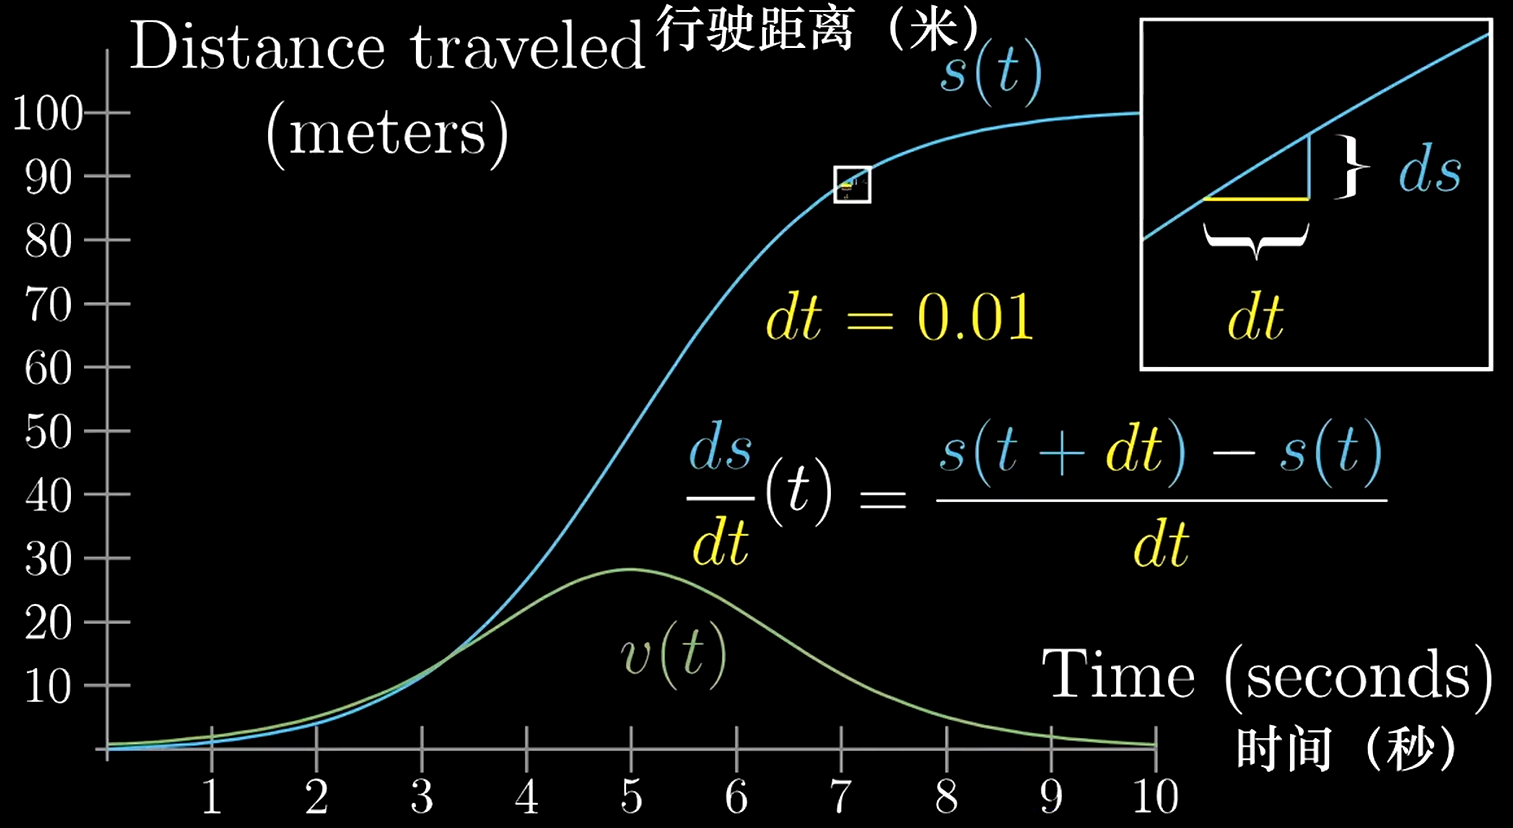 Distance traveled 行驶距离（米）
(meters)
s(t)
100
90
80
70
60
50
40
30
20
10
ds
dt
dt = 0.01
ds/dt (t) = (s(t + dt) − s(t))/dt
v(t)
Time (seconds)
时间（秒）
1 2 3 4 5 6 7 8 9 10